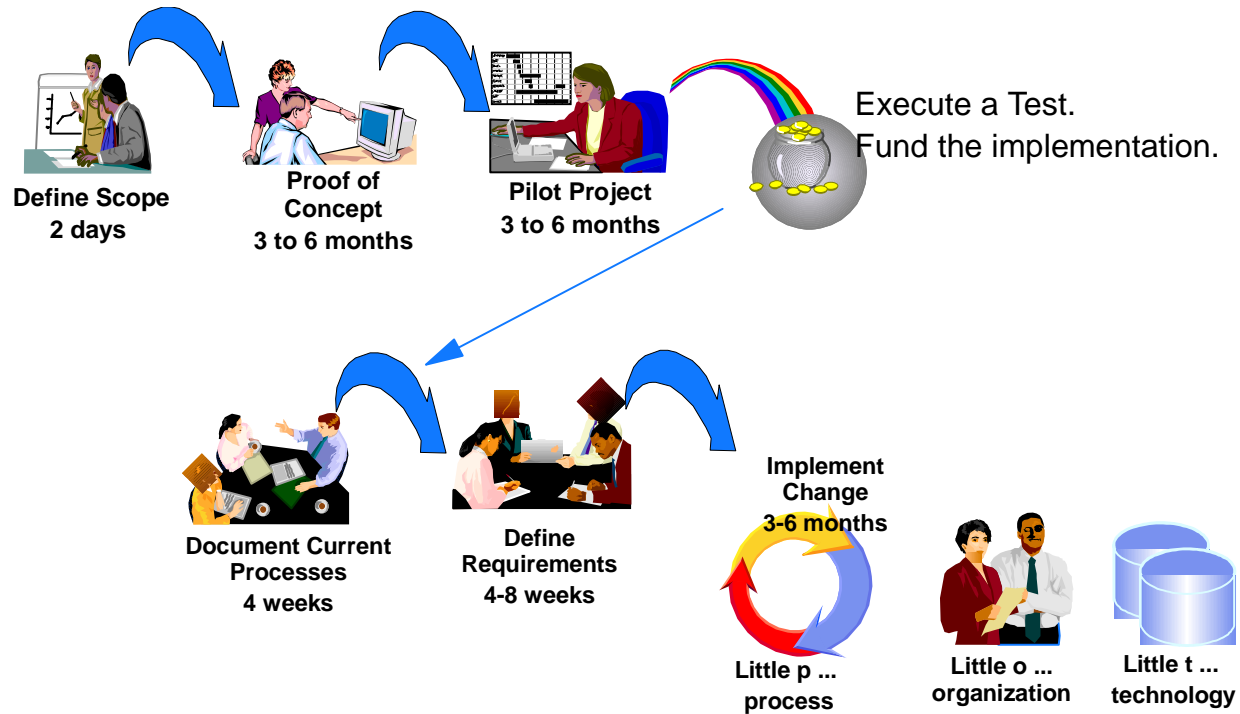 Execute a Test.
Fund the implementation.
Define Scope
2 days
Proof of
Concept
3 to 6 months
Pilot Project
3 to 6 months
Document Current
Processes
4 weeks
Define
Requirements
4-8 weeks
Implement
Change
3-6 months
Little p ...
process
Little o ...
organization
Little t ...
technology